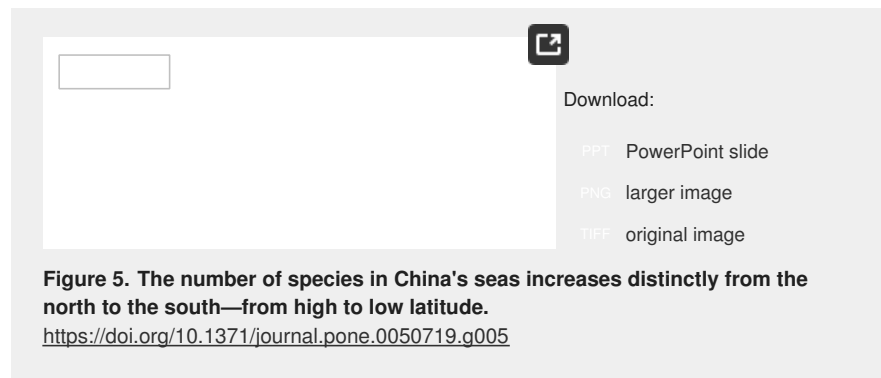 Download:
PPT PowerPoint slide
PNG larger image
TIFF original image
Figure 5. The number of species in China's seas increases distinctly from the
north to the south—from high to low latitude.
https://doi.org/10.1371/journal.pone.0050719.g005